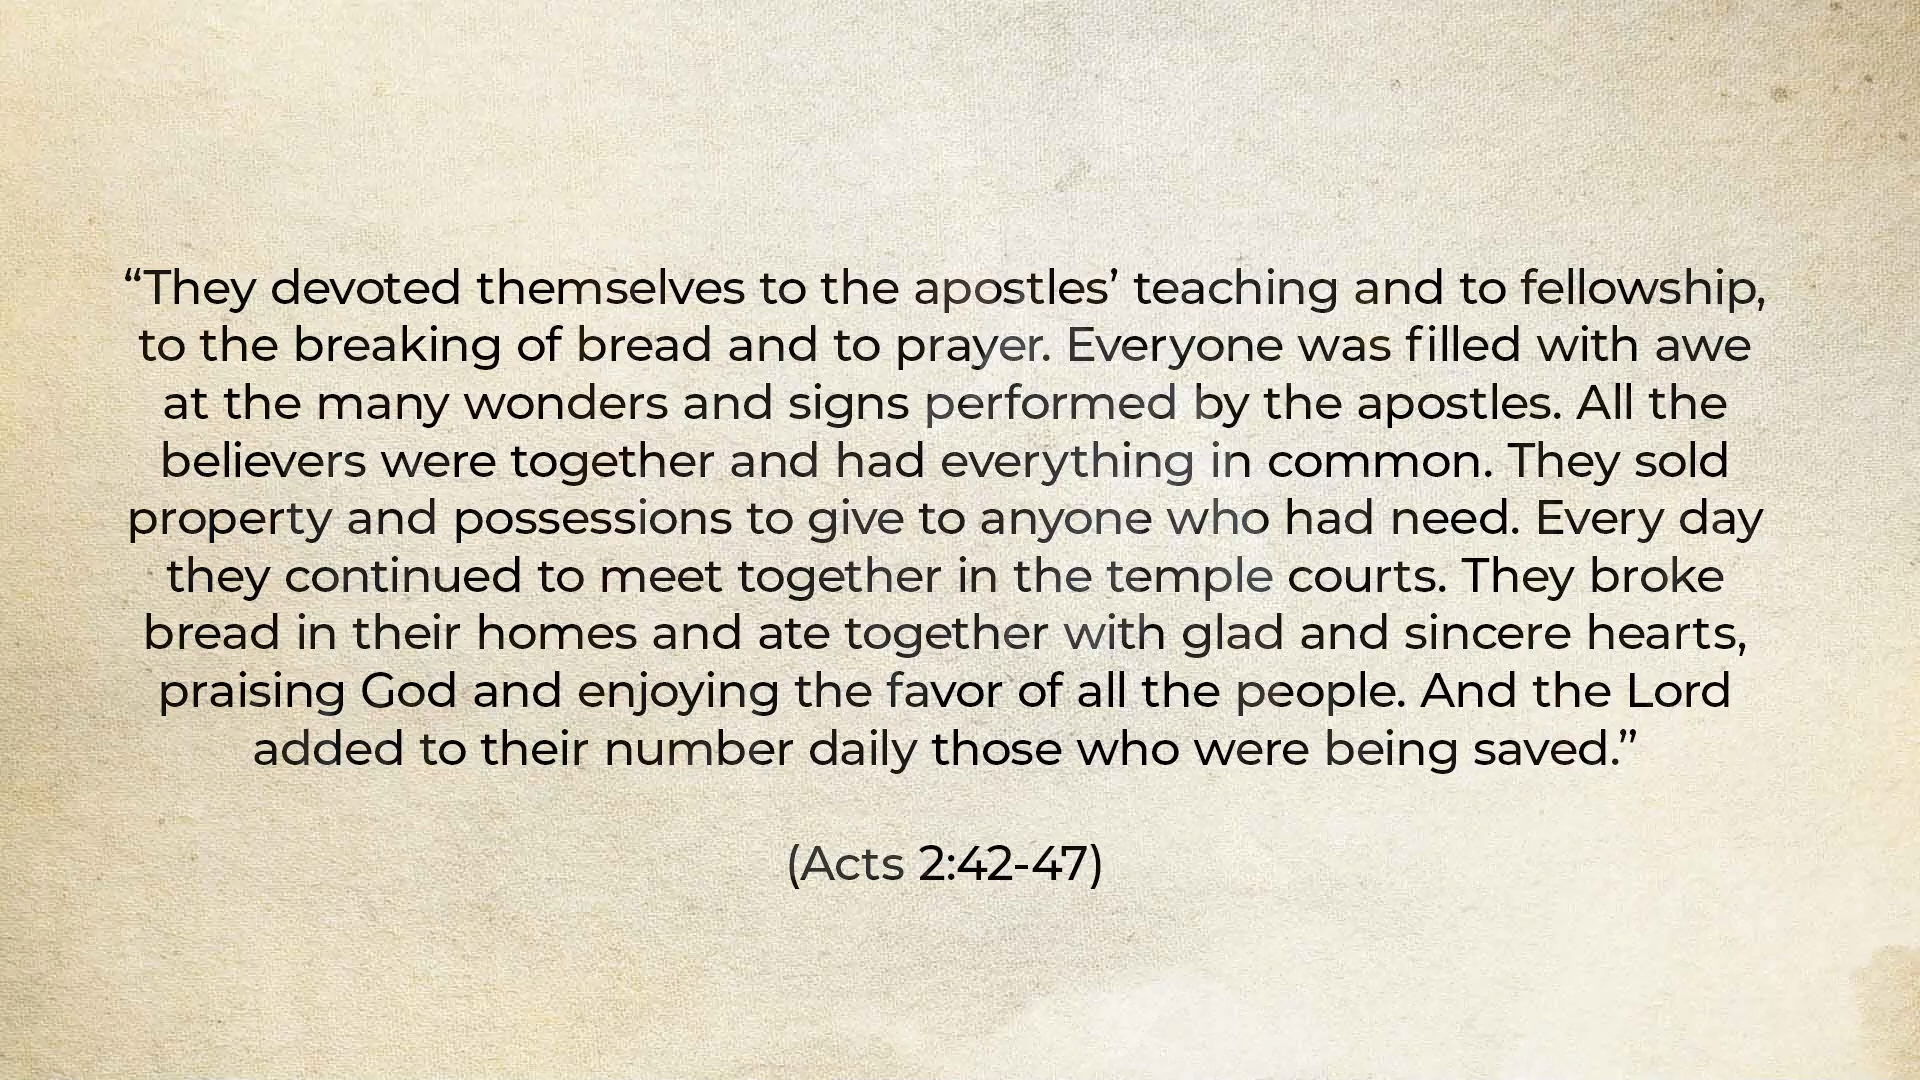 “They devoted themselves to the apostles’ teaching and to fellowship,
to the breaking of bread and to prayer. Everyone was filled with awe
at the many wonders and signs performed by the apostles. All the
believers were together and had everything in common. They sold
property and possessions to give to anyone who had need. Every day
they continued to meet together in the temple courts. They broke
bread in their homes and ate together with glad and sincere hearts,
praising God and enjoying the favor of all the people. And the Lord
added to their number daily those who were being saved.”
(Acts 2:42-47)